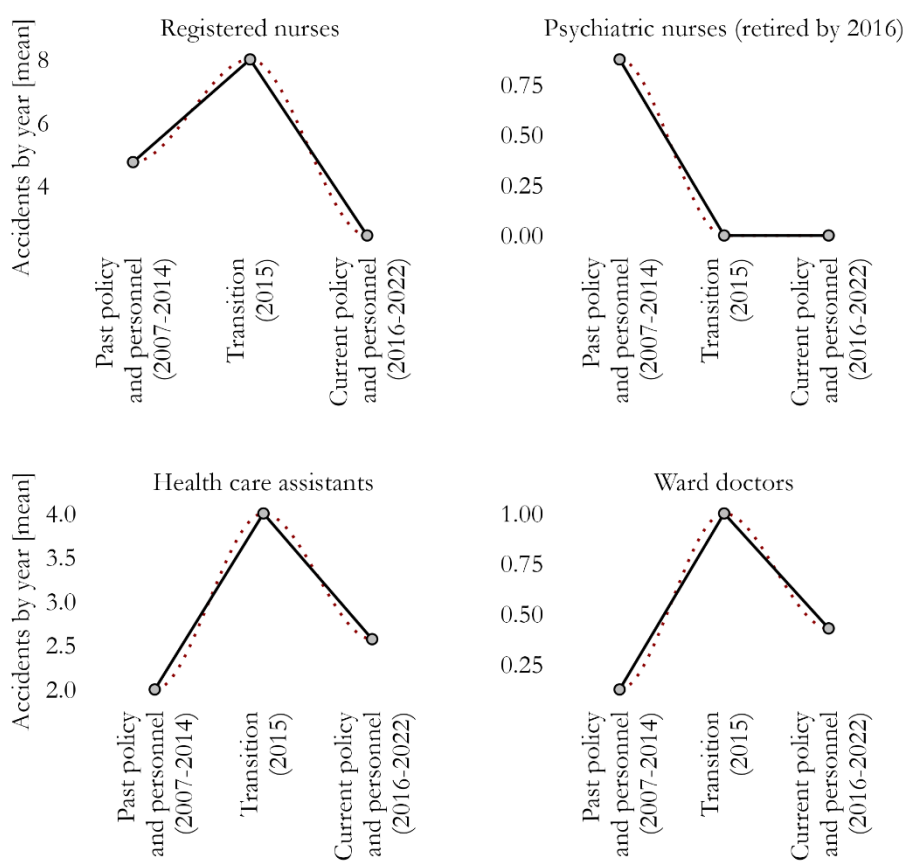 Registered nurses
Accidents by year [mean]
8
6
4
Past policy
and personnel
(2007-2014)
Transition
(2015)
Current policy
and personnel
(2016-2022)
Psychiatric nurses (retired by 2016)
0.75
0.50
0.25
0.00
Past policy
and personnel
(2007-2014)
Transition
(2015)
Current policy
and personnel
(2016-2022)
Health care assistants
Accidents by year [mean]
4.0
3.5
3.0
2.5
2.0
Past policy
and personnel
(2007-2014)
Transition
(2015)
Current policy
and personnel
(2016-2022)
Ward doctors
1.00
0.75
0.50
0.25
Past policy
and personnel
(2007-2014)
Transition
(2015)
Current policy
and personnel
(2016-2022)